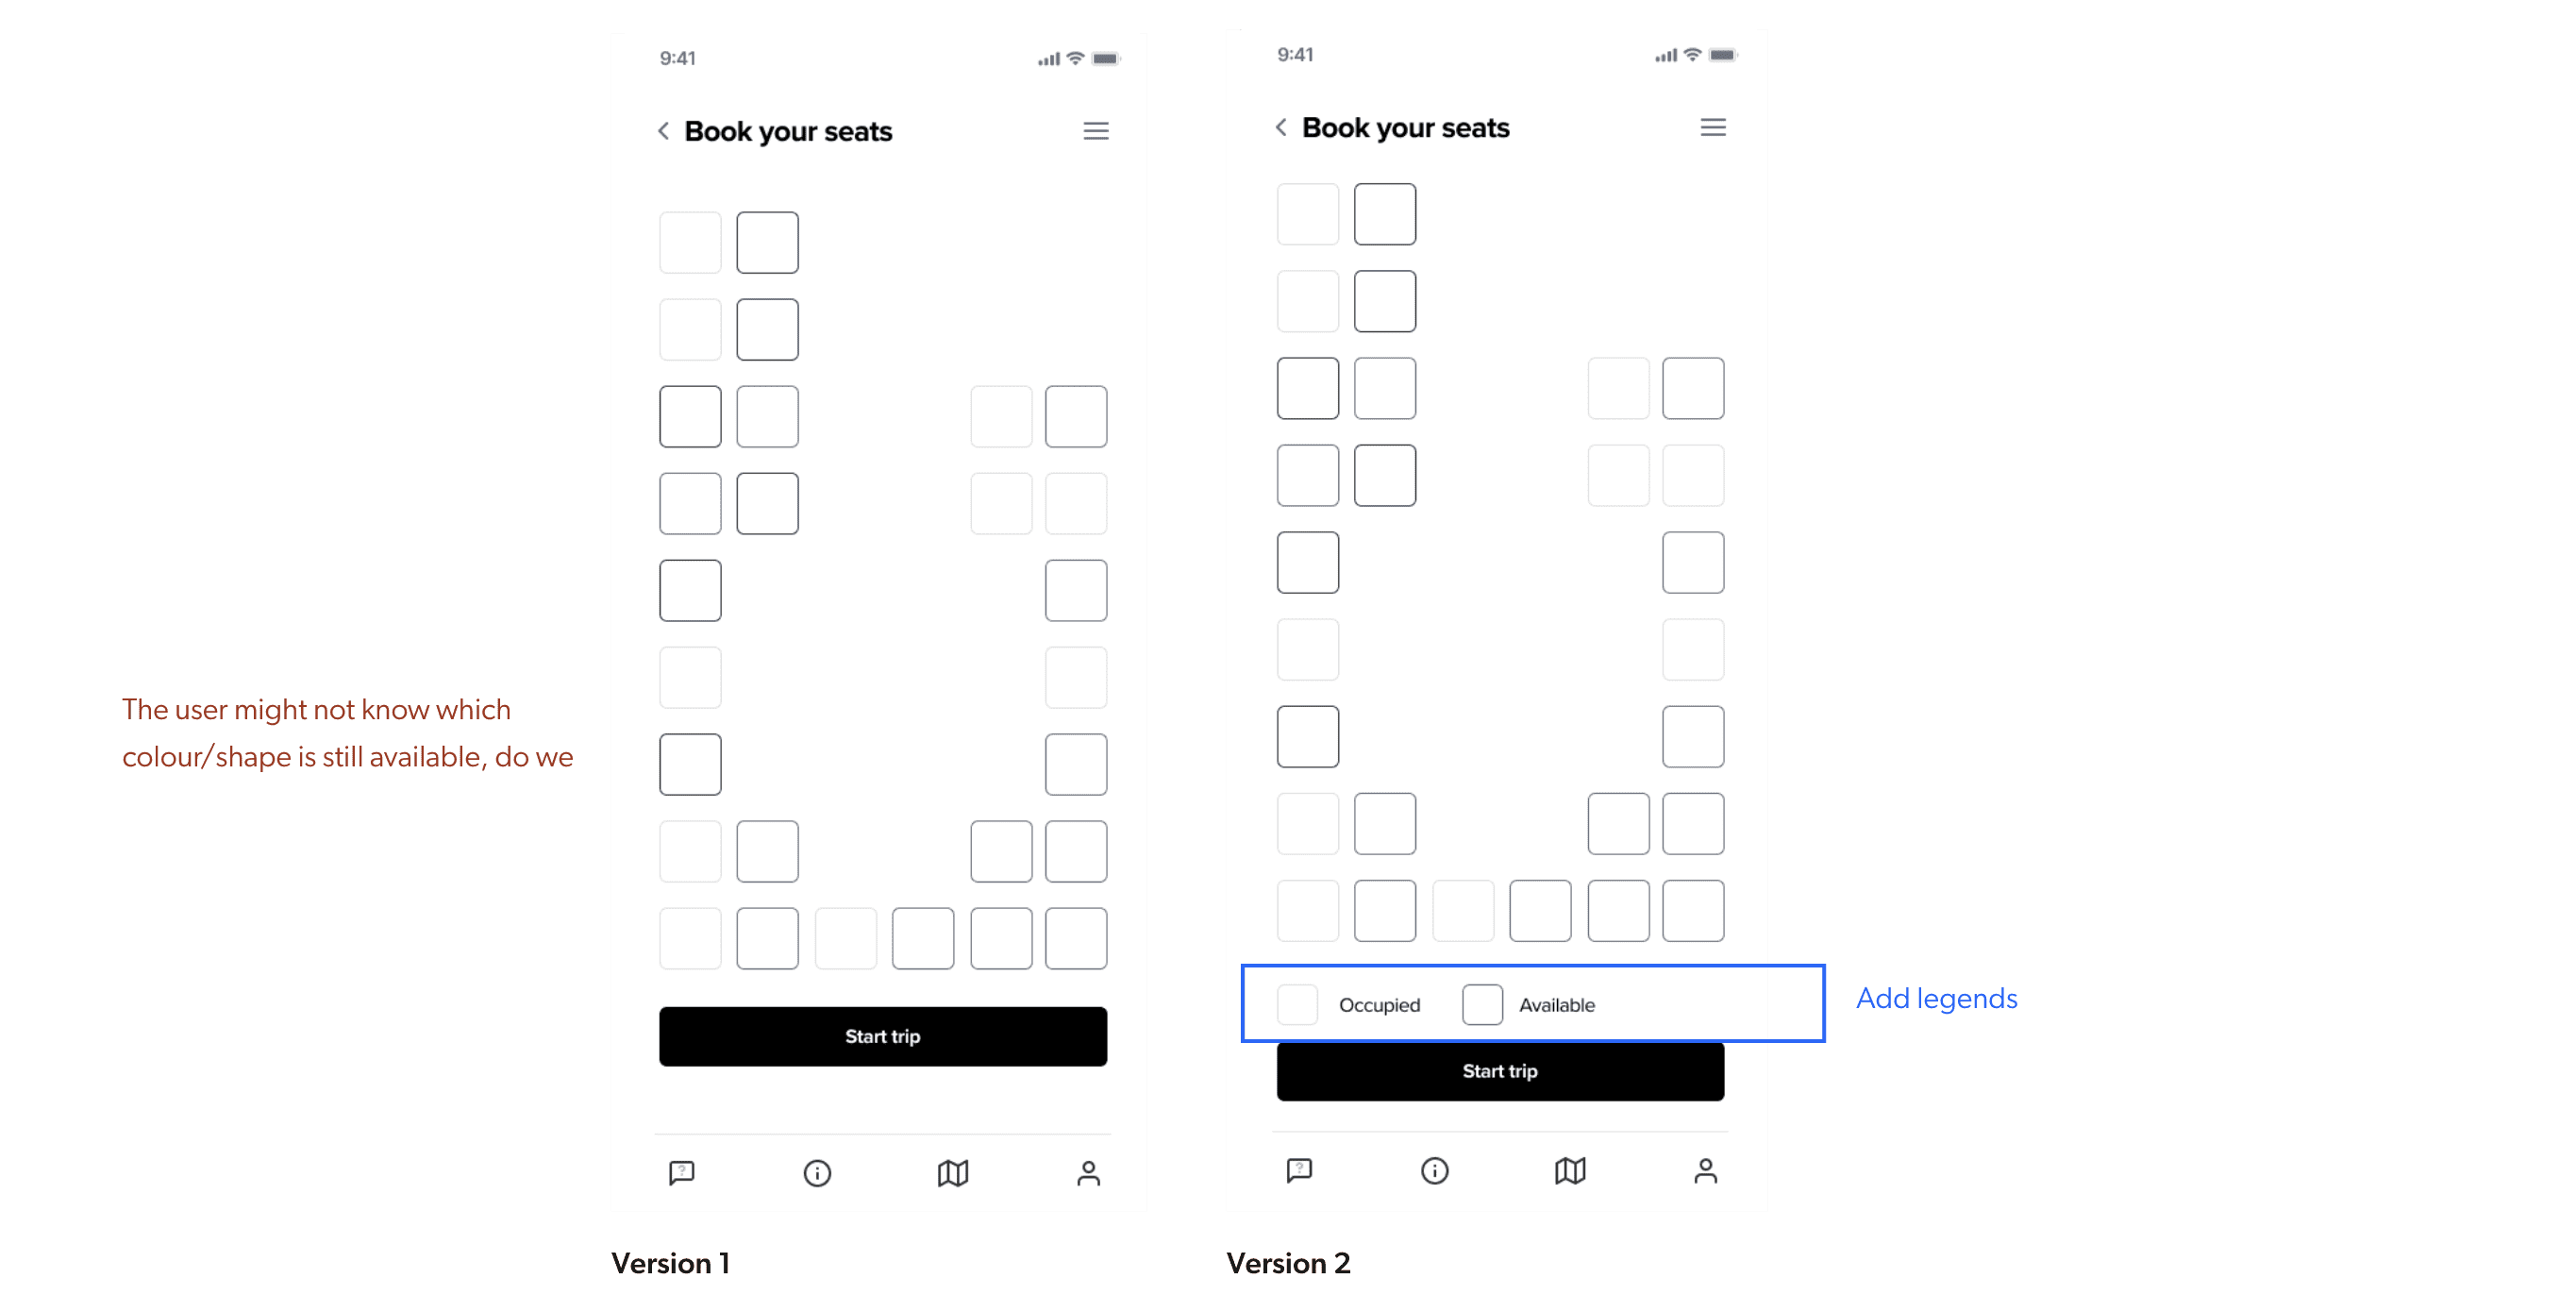 The user might not know which
colour/shape is still available, do we
9:41
Book your seats
Start trip
Version 1
9:41
Book your seats
Occupied
Available
Start trip
Version 2
Add legends